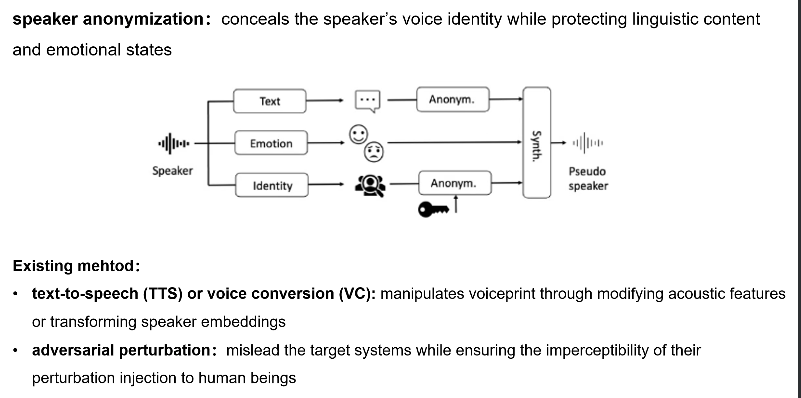 speaker anonymization: conceals the speaker's voice identity while protecting linguistic content
and emotional states
Text
Anonym.
Emotion
Synth.
Speaker
Pseudo
speaker
Identity
Anonym.
Existing mehtod:
• text-to-speech (TTS) or voice conversion (VC): manipulates voiceprint through modifying acoustic features
or transforming speaker embeddings
• adversarial perturbation: mislead the target systems while ensuring the imperceptibility of their
perturbation injection to human beings